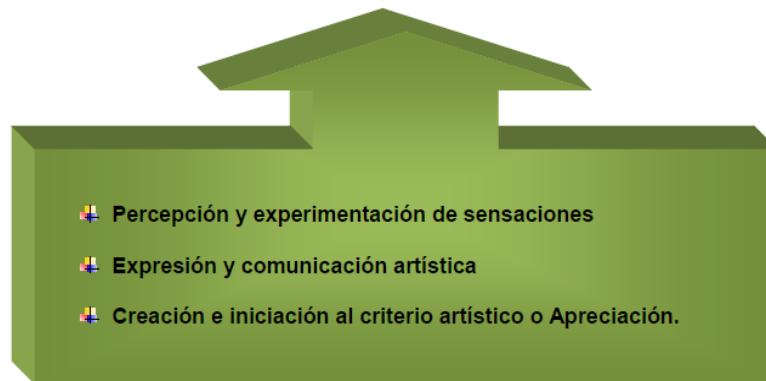 Percepción y experimentación de sensaciones
Expresión y comunicación artística
Creación e iniciación al criterio artístico o Apreciación.